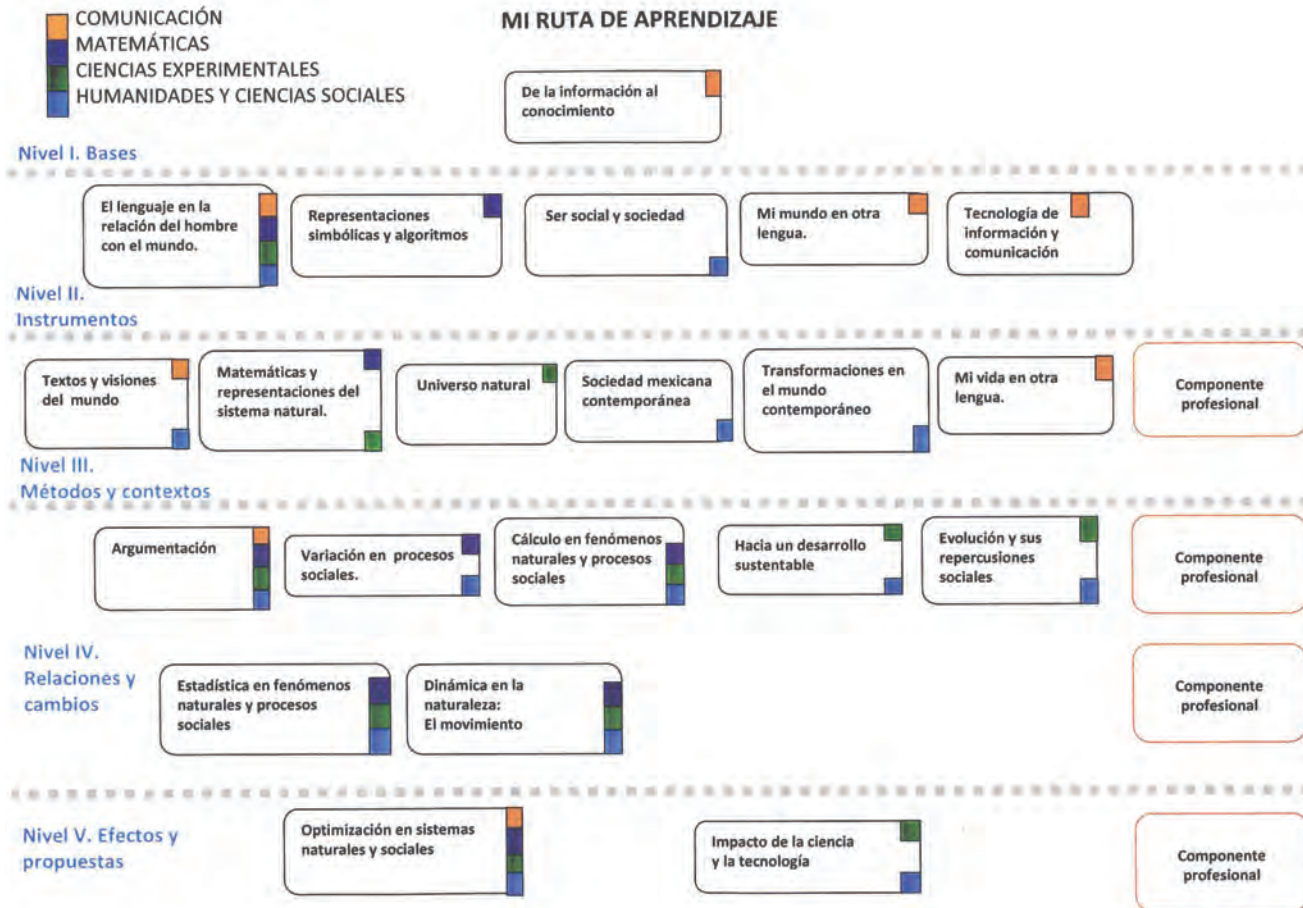 COMUNICACIÓN
MATEMÁTICAS
CIENCIAS EXPERIMENTALES
HUMANIDADES Y CIENCIAS SOCIALES
MI RUTA DE APRENDIZAJE
De la información al
conocimiento
Nivel I. Bases
El lenguaje en la
relación del hombre
con el mundo.
Representaciones
simbólicas y algoritmos
Ser social y sociedad
Mi mundo en otra
lengua.
Tecnología de
información y
comunicación
Nivel II.
Instrumentos
Textos y visiones
del mundo
Matemáticas y
representaciones del
sistema natural.
Universo natural
Sociedad mexicana
contemporánea
Transformaciones en
el mundo
contemporáneo
Mi vida en otra
lengua.
Componente
profesional
Nivel III.
Métodos y contextos
Argumentación
Variación en procesos
sociales.
Cálculo en fenómenos
naturales y procesos
sociales
Hacia un desarrollo
sustentable
Evolución y sus
repercusiones
sociales
Componente
profesional
Nivel IV.
Relaciones y
cambios
Estadística en fenómenos
naturales y procesos
sociales
Dinámica en la
naturaleza:
El movimiento
Componente
profesional
Nivel V. Efectos y
propuestas
Optimización en sistemas
naturales y sociales
Impacto de la ciencia
y la tecnología
Componente
profesional